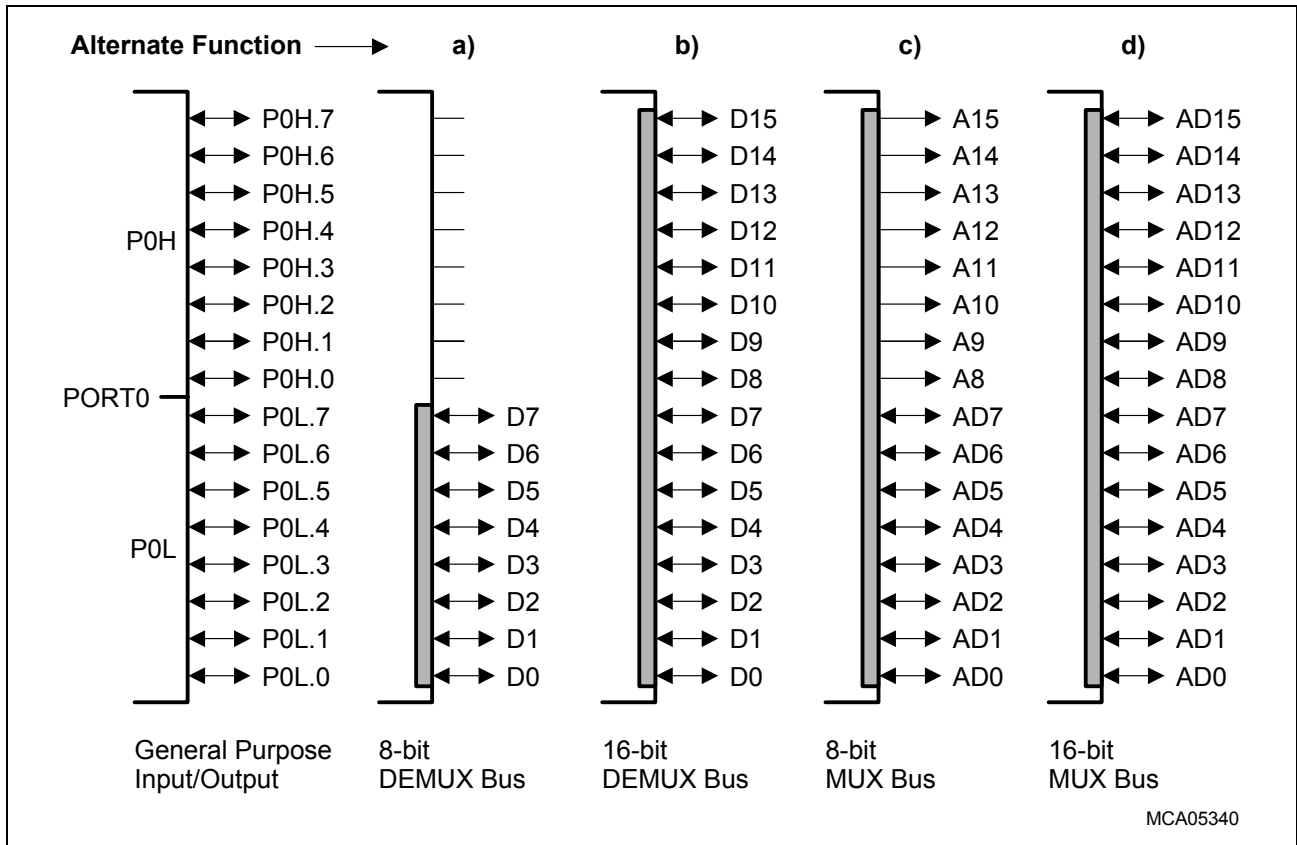 Alternate Function a) b) c) d)
P0H.7 D15 A15 AD15
P0H.6 D14 A14 AD14
P0H.5 D13 A13 AD13
P0H.4 D12 A12 AD12
P0H
P0H.3 D11 A11 AD11
P0H.2 D10 A10 AD10
P0H.1 D9 A9 AD9
P0H.0 D8 A8 AD8
PORT0
P0L.7 D7 D7 AD7 AD7
P0L.6 D6 D6 AD6 AD6
P0L.5 D5 D5 AD5 AD5
P0L.4 D4 D4 AD4 AD4
P0L
P0L.3 D3 D3 AD3 AD3
P0L.2 D2 D2 AD2 AD2
P0L.1 D1 D1 AD1 AD1
P0L.0 D0 D0 AD0 AD0
General Purpose 8-bit 16-bit 8-bit 16-bit
Input/Output DEMUX Bus DEMUX Bus MUX Bus MUX Bus
MCA05340